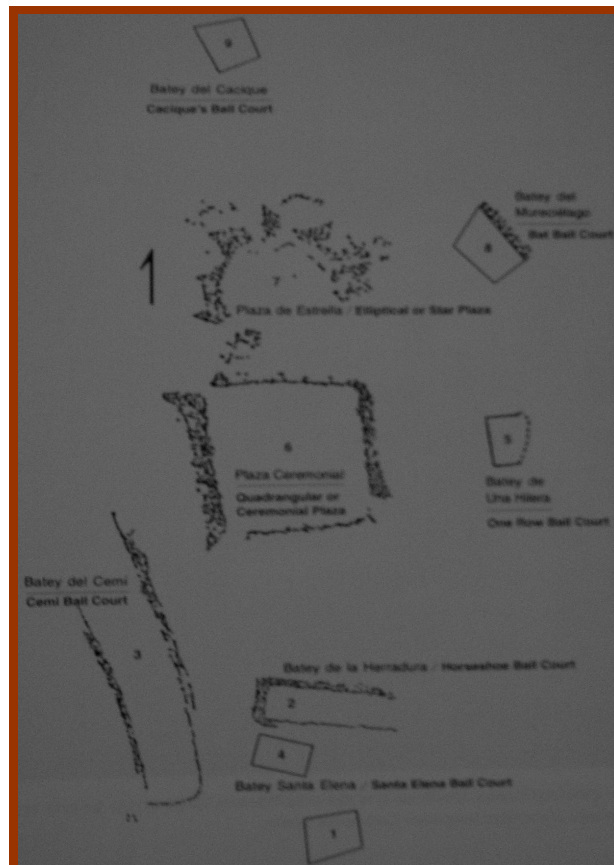 9
Batey del Cacique
Cacique's Ball Court
Batey del
Murciélago
Bat Ball Court
8
7
Plaza de Estrella / Elliptical or Star Plaza
6
Plaza Ceremonial
Quadrangular or
Ceremonial Plaza
5
Batey de
Una Hilera
One Row Ball Court
Batey del Cemí
Cemi Ball Court
3
Batey de la Herradura / Horseshoe Ball Court
2
4
Batey Santa Elena / Santa Elena Ball Court
1